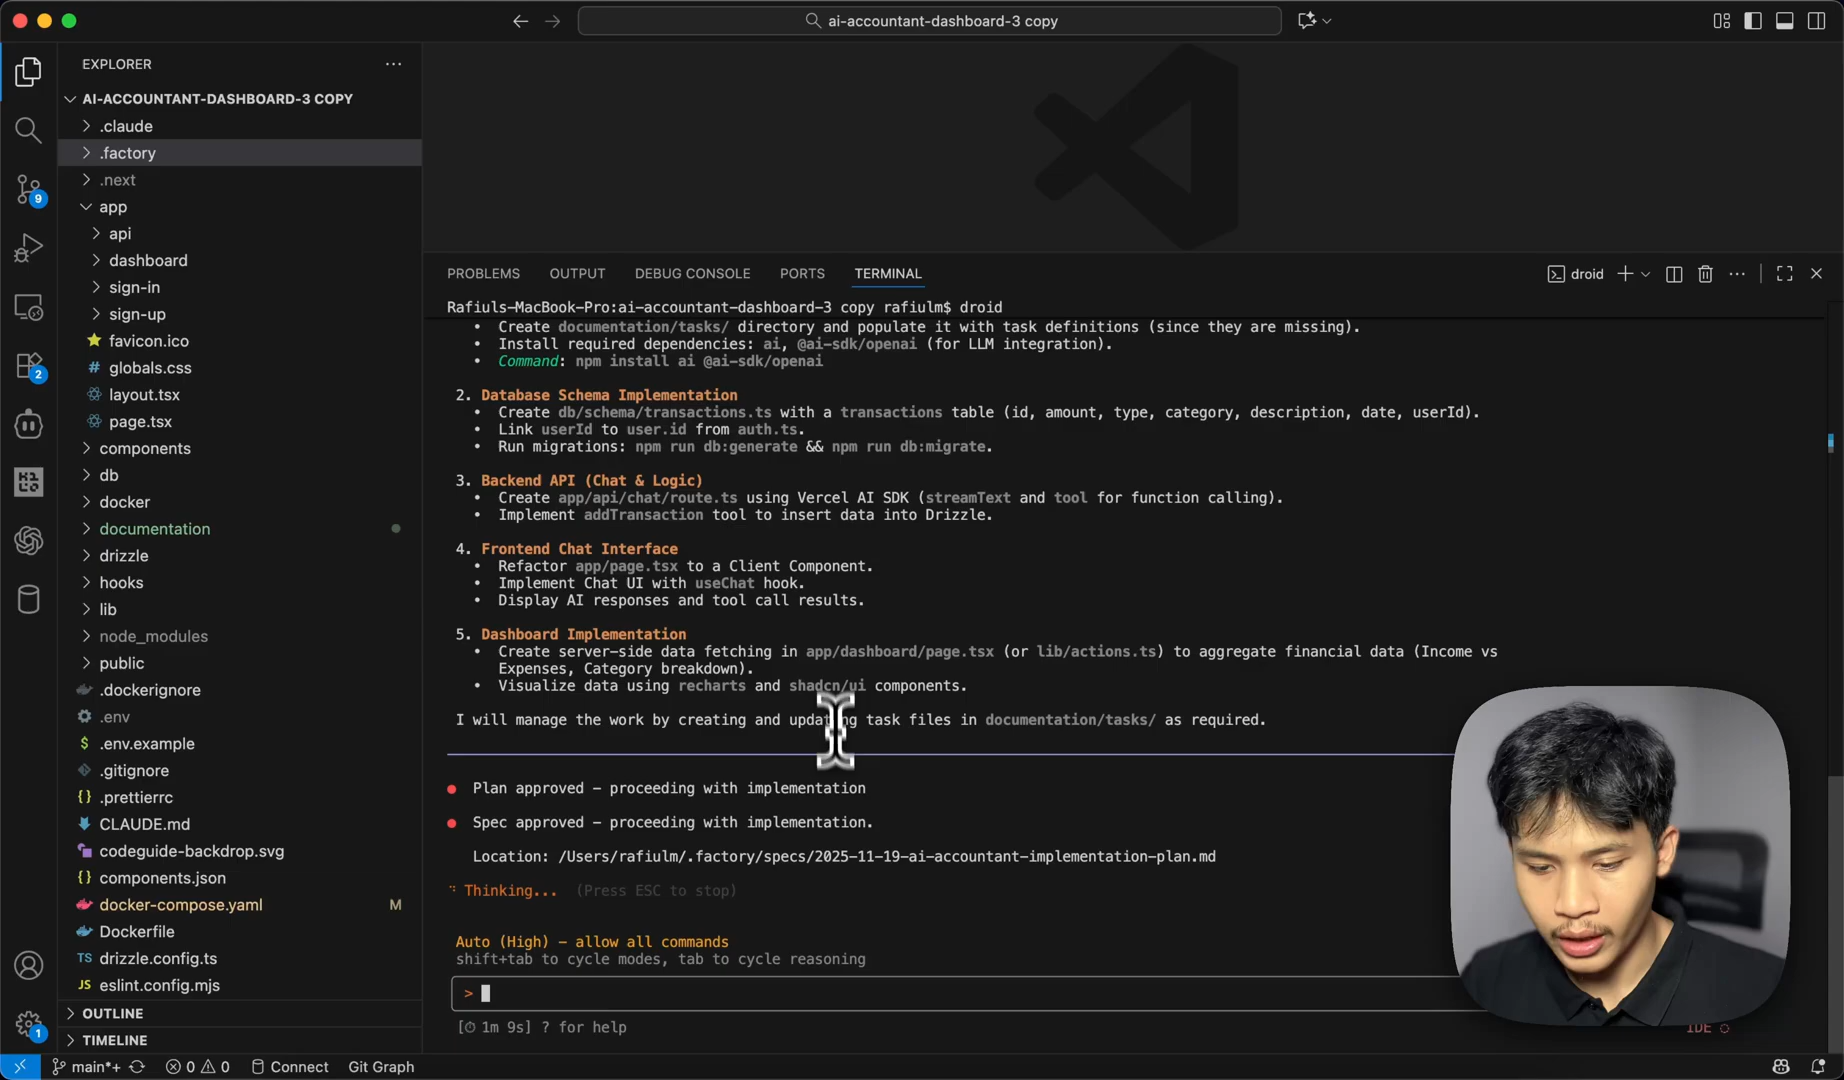 ai-accountant-dashboard-3 copy
EXPLORER
AI-ACCOUNTANT-DASHBOARD-3 COPY
.claude
.factory
.next
app
api
dashboard
sign-in
sign-up
favicon.ico
# globals.css
layout.tsx
page.tsx
components
db
docker
documentation
drizzle
hooks
lib
node_modules
public
.dockerignore
.env
$ .env.example
.gitignore
{} .prettierrc
CLAUDE.md
codeguide-backdrop.svg
{} components.json
docker-compose.yaml M
Dockerfile
TS drizzle.config.ts
JS eslint.config.mjs
OUTLINE
TIMELINE
9
2
1
PROBLEMS OUTPUT DEBUG CONSOLE PORTS TERMINAL
droid
Rafiuls-MacBook-Pro:ai-accountant-dashboard-3 copy rafiulm$ droid
• Create documentation/tasks/ directory and populate it with task definitions (since they are missing).
• Install required dependencies: ai, @ai-sdk/openai (for LLM integration).
• Command: npm install ai @ai-sdk/openai
2. Database Schema Implementation
• Create db/schema/transactions.ts with a transactions table (id, amount, type, category, description, date, userId).
• Link userId to user.id from auth.ts.
• Run migrations: npm run db:generate && npm run db:migrate.
3. Backend API (Chat & Logic)
• Create app/api/chat/route.ts using Vercel AI SDK (streamText and tool for function calling).
• Implement addTransaction tool to insert data into Drizzle.
4. Frontend Chat Interface
• Refactor app/page.tsx to a Client Component.
• Implement Chat UI with useChat hook.
• Display AI responses and tool call results.
5. Dashboard Implementation
• Create server-side data fetching in app/dashboard/page.tsx (or lib/actions.ts) to aggregate financial data (Income vs
Expenses, Category breakdown).
• Visualize data using recharts and shadcn/ui components.
I will manage the work by creating and updating task files in documentation/tasks/ as required.
Plan approved – proceeding with implementation
Spec approved – proceeding with implementation.
Location: /Users/rafiulm/.factory/specs/2025-11-19-ai-accountant-implementation-plan.md
Thinking... (Press ESC to stop)
Auto (High) – allow all commands
shift+tab to cycle modes, tab to cycle reasoning
>
[⏱ 1m 9s] ? for help
IDE
main*+ 0 0 Connect Git Graph